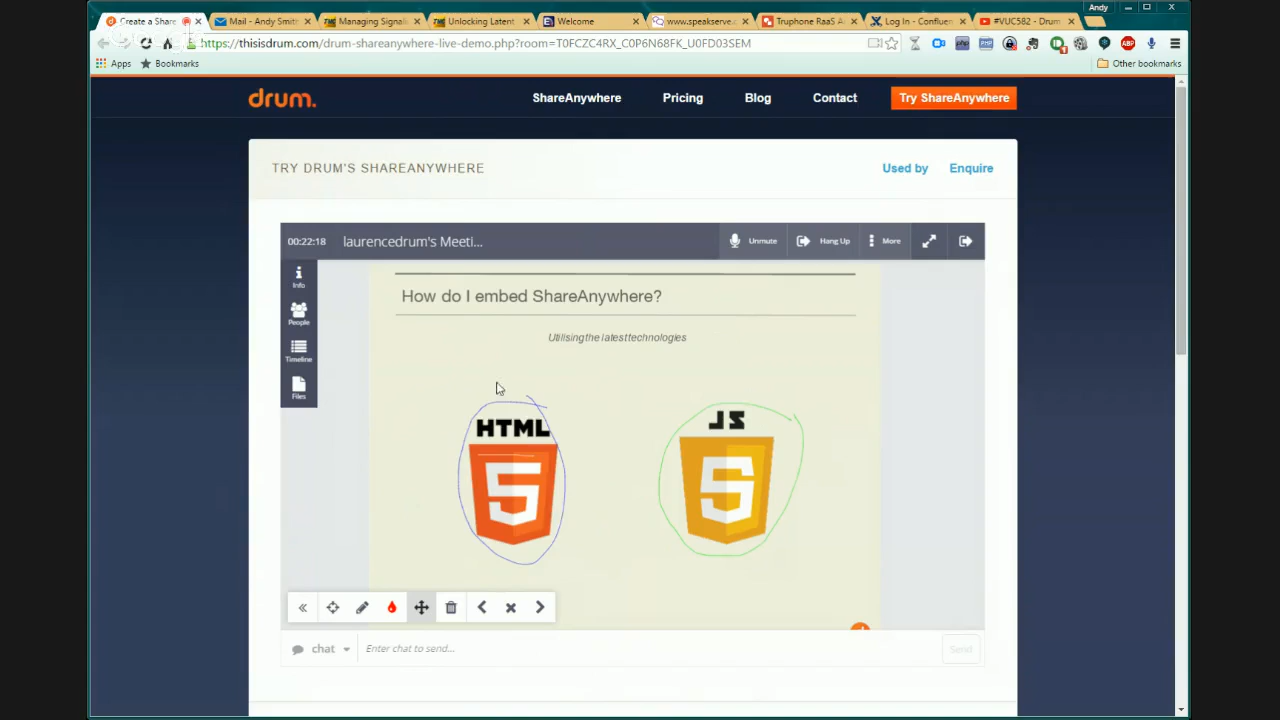 Andy
Create a Share
Mail - Andy Smith
Managing Signali
Unlocking Latent
Welcome
www.speakserve.c
Truphone RaaS A
Log In - Confluen
#VUC582 - Drum
https://thisisdrum.com/drum-shareanywhere-live-demo.php?room=T0FCZC4RX_C0P6N68FK_U0FD03SEM
Apps Bookmarks Other bookmarks
drum. ShareAnywhere Pricing Blog Contact Try ShareAnywhere
TRY DRUM'S SHAREANYWHERE Used by Enquire
00:22:18 laurencedrum's Meeti... Unmute Hang Up More
Info
People
Timeline
Files
How do I embed ShareAnywhere?
Utilising the latest technologies
HTML JS
5 5
chat Enter chat to send... Send